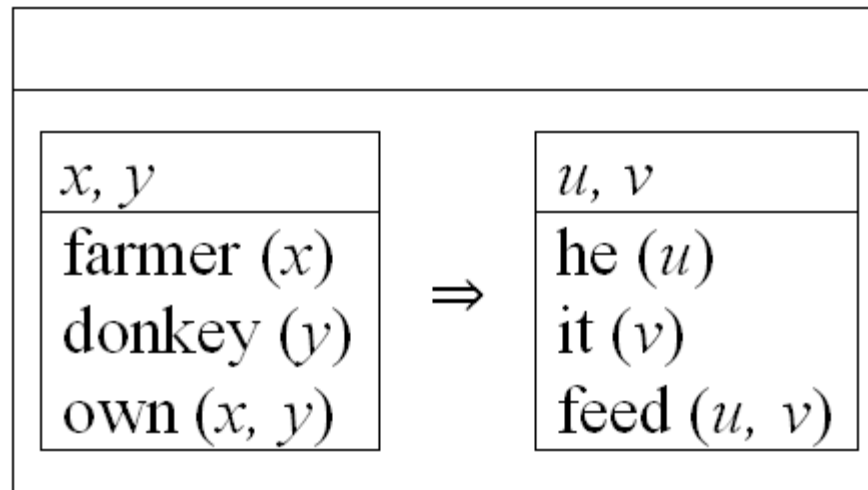 x, y
farmer (x)
donkey (y)
own (x, y)
⇒
u, v
he (u)
it (v)
feed (u, v)